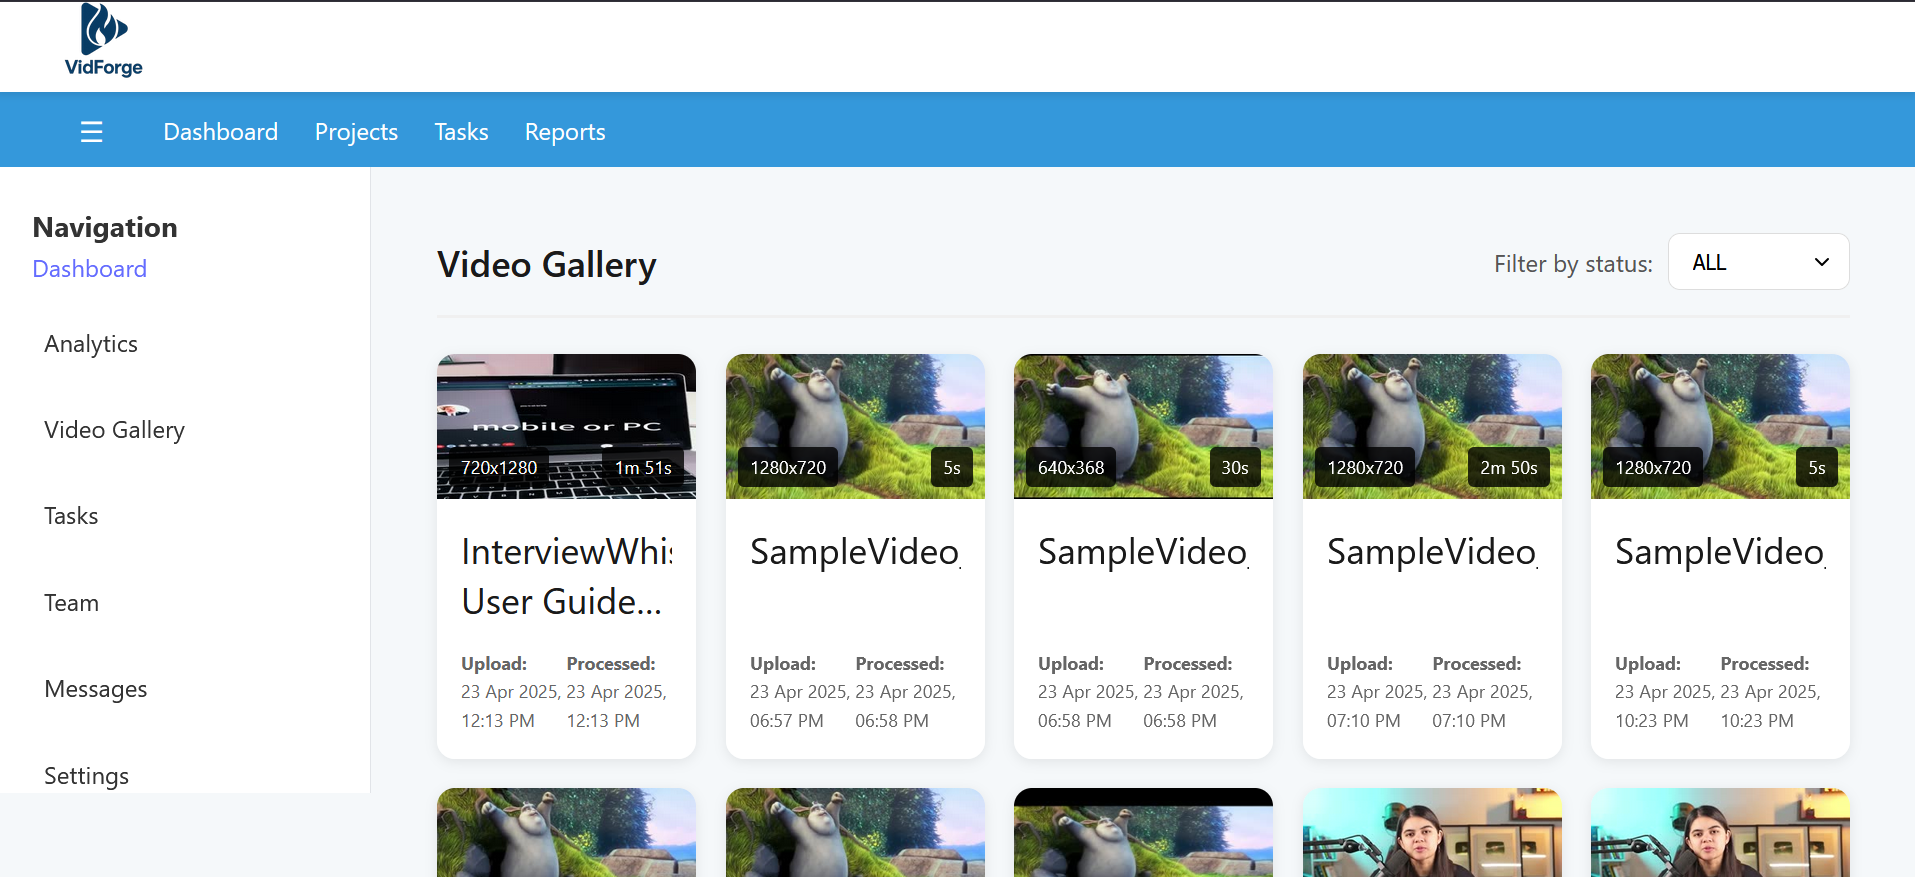 VidForge
☰ Dashboard Projects Tasks Reports
Navigation
Dashboard
Analytics
Video Gallery
Tasks
Team
Messages
Settings
Video Gallery
Filter by status: ALL
mobile or PC
720x1280 1m 51s
InterviewWhis
User Guide...
Upload: Processed:
23 Apr 2025, 23 Apr 2025,
12:13 PM 12:13 PM
1280x720 5s
SampleVideo_
Upload: Processed:
23 Apr 2025, 23 Apr 2025,
06:57 PM 06:58 PM
640x368 30s
SampleVideo_
Upload: Processed:
23 Apr 2025, 23 Apr 2025,
06:58 PM 06:58 PM
1280x720 2m 50s
SampleVideo_
Upload: Processed:
23 Apr 2025, 23 Apr 2025,
07:10 PM 07:10 PM
1280x720 5s
SampleVideo_
Upload: Processed:
23 Apr 2025, 23 Apr 2025,
10:23 PM 10:23 PM